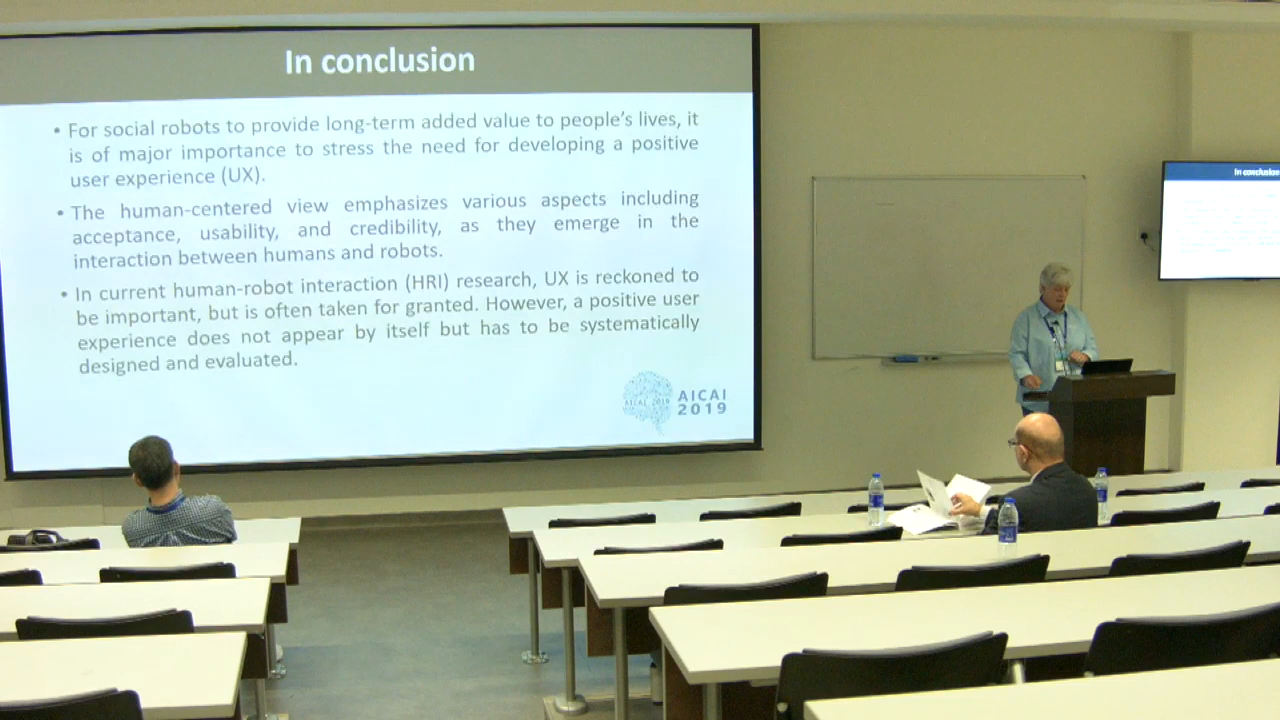 In conclusion
• For social robots to provide long-term added value to people's lives, it
is of major importance to stress the need for developing a positive
user experience (UX).
• The human-centered view emphasizes various aspects including
acceptance, usability, and credibility, as they emerge in the
interaction between humans and robots.
• In current human-robot interaction (HRI) research, UX is reckoned to
be important, but is often taken for granted. However, a positive user
experience does not appear by itself but has to be systematically
designed and evaluated.
AICAI 2019
AICAI
2019
In conclusion